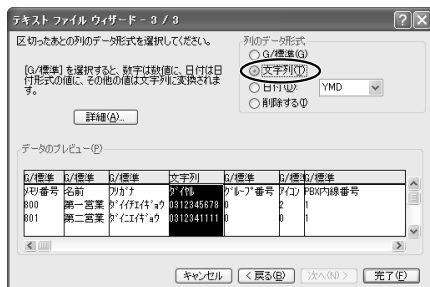 テキスト ファイル ウィザード - 3 / 3
区切ったあとの列のデータ形式を選択してください。
[G/標準] を選択すると、数字は数値に、日付は日付形式の値に、その他の値は文字列に変換されます。
詳細(A)...
列のデータ形式
G/標準(G)
文字列(T)
日付(D): YMD
削除する(I)
データのプレビュー(P)
G/標準 G/標準 G/標準 文字列 G/標準 G/標準 G/標準
メモリ番号 名前 フリガナ ダイヤル グループ番号 アイコン PBX内線番号
800 第一営業 ダイイチエイギョウ 0312345678 0 2 1
801 第二営業 ダイニエイギョウ 0312341111 0 0 1
キャンセル < 戻る(B) 次へ(N) > 完了(F)